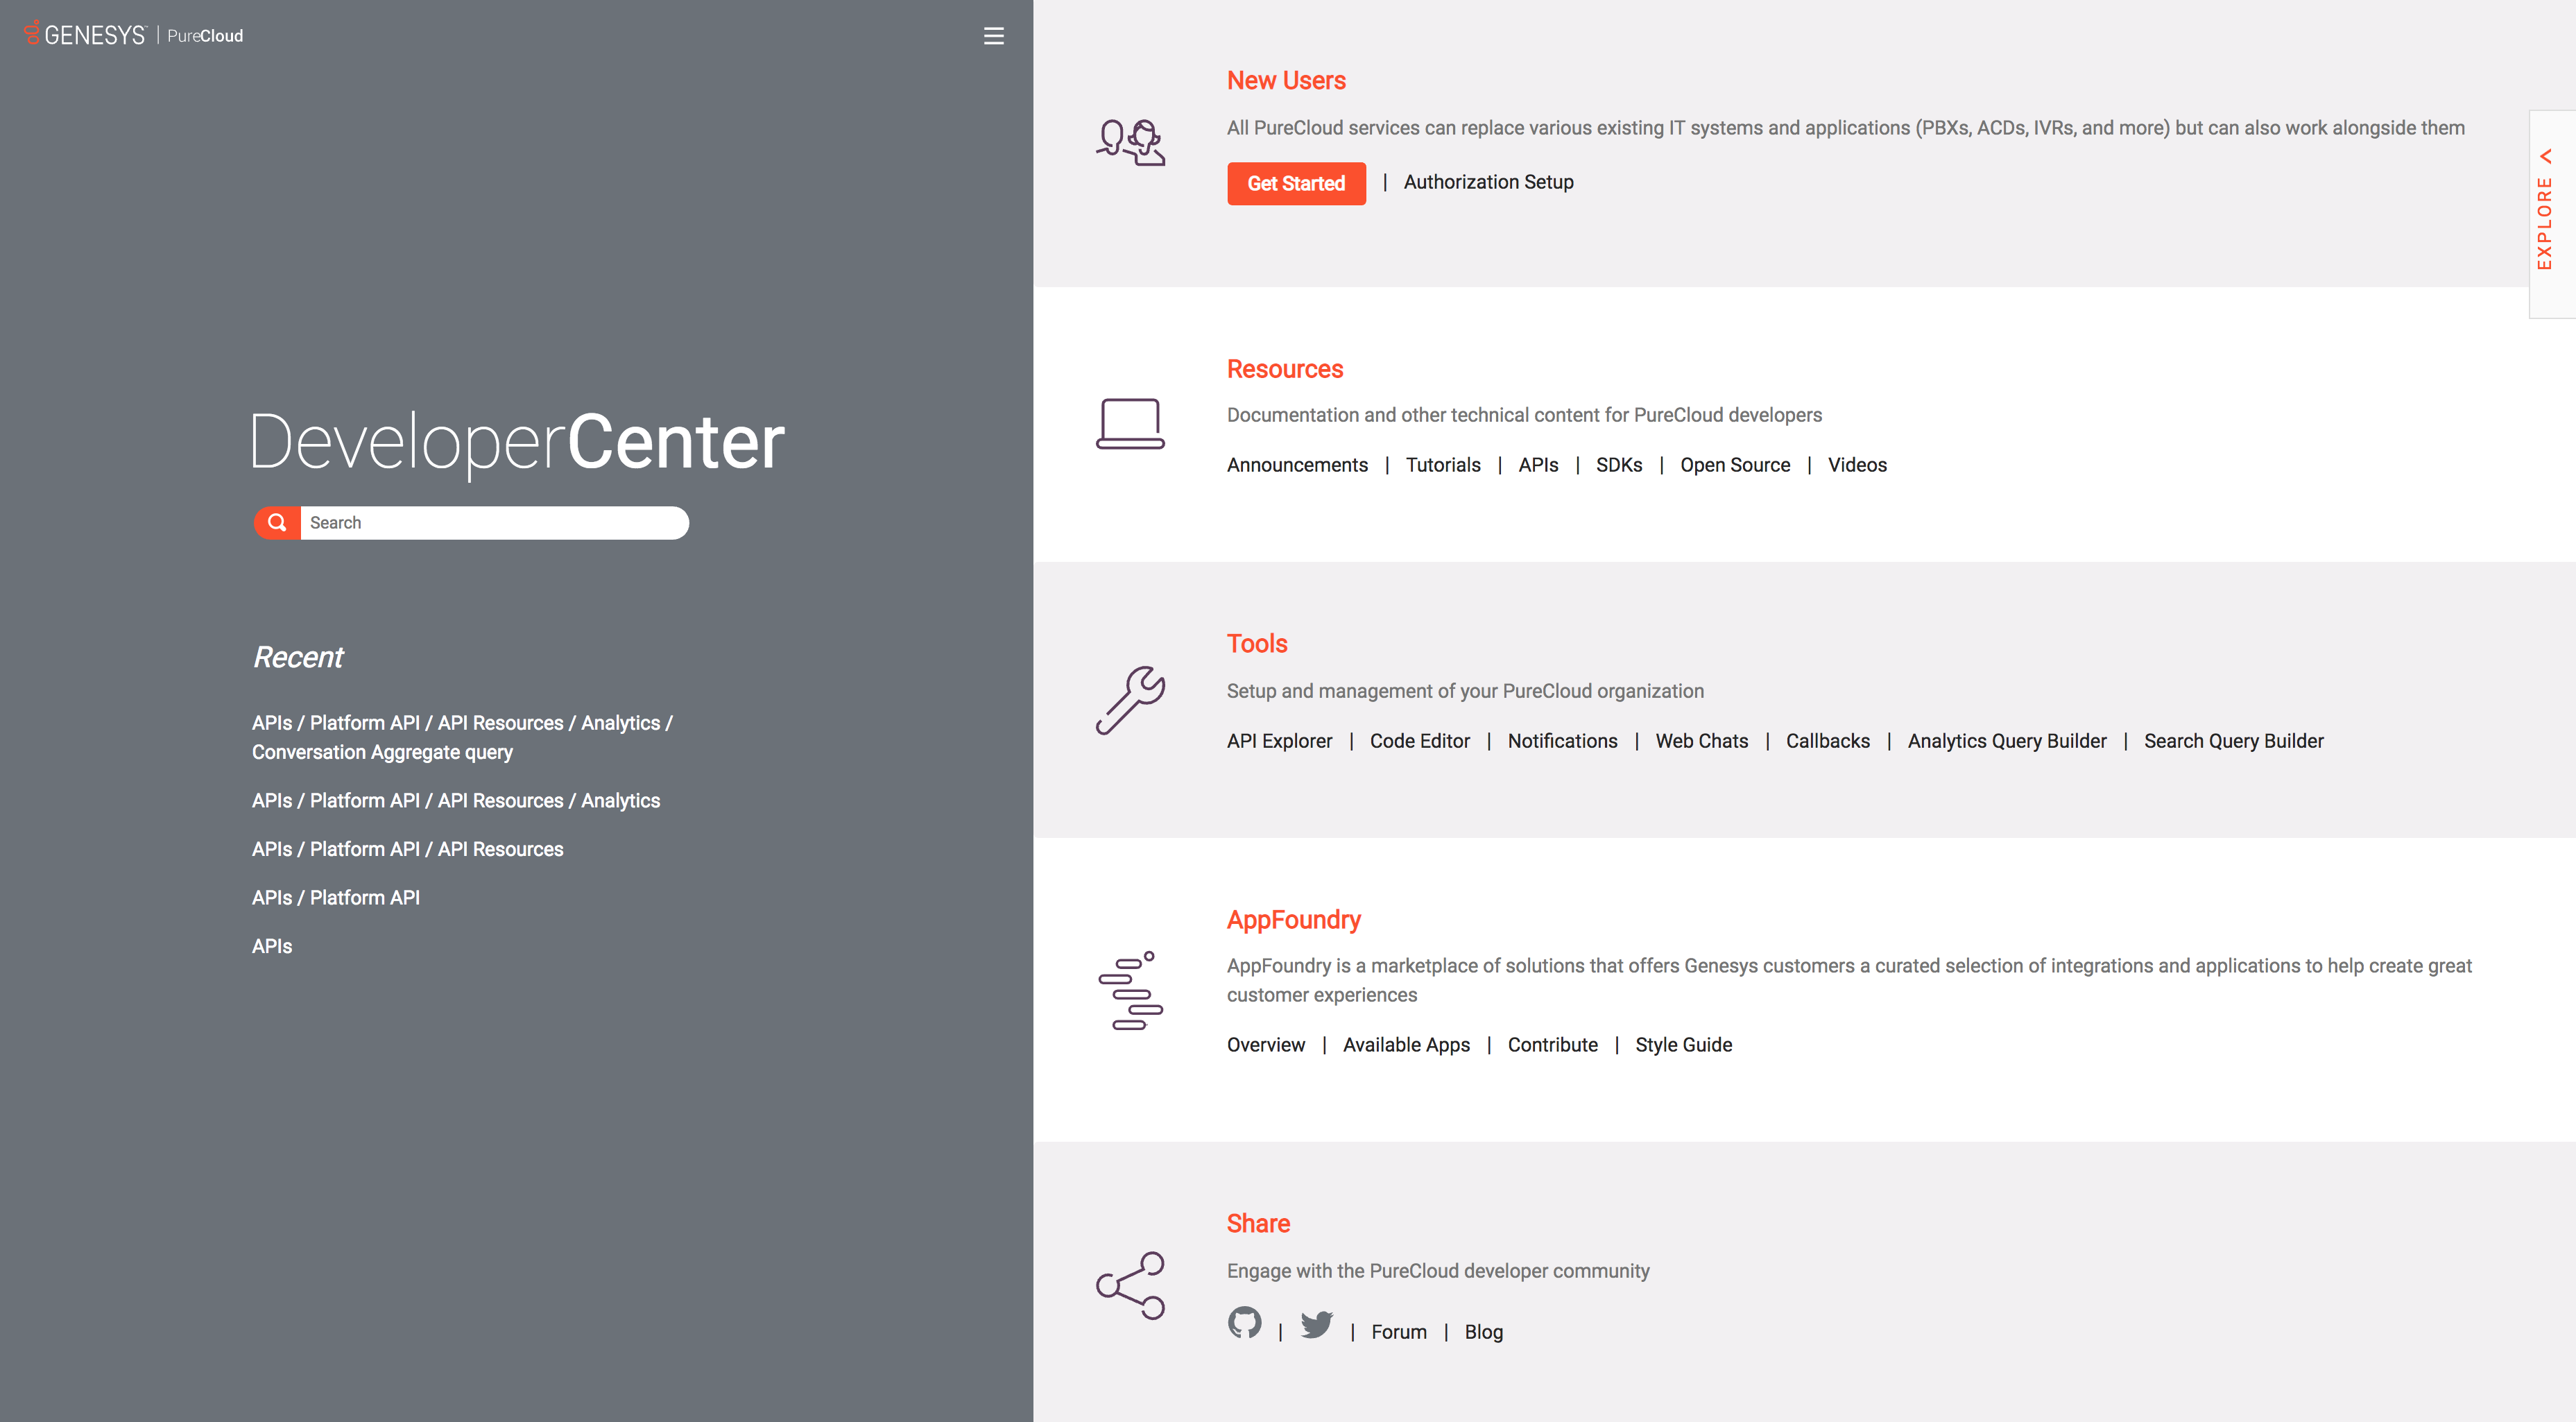 GENESYS™ | PureCloud
DeveloperCenter
Search
Recent
APIs / Platform API / API Resources / Analytics /
Conversation Aggregate query
APIs / Platform API / API Resources / Analytics
APIs / Platform API / API Resources
APIs / Platform API
APIs
New Users
All PureCloud services can replace various existing IT systems and applications (PBXs, ACDs, IVRs, and more) but can also work alongside them
Get Started | Authorization Setup
Resources
Documentation and other technical content for PureCloud developers
Announcements | Tutorials | APIs | SDKs | Open Source | Videos
Tools
Setup and management of your PureCloud organization
API Explorer | Code Editor | Notifications | Web Chats | Callbacks | Analytics Query Builder | Search Query Builder
AppFoundry
AppFoundry is a marketplace of solutions that offers Genesys customers a curated selection of integrations and applications to help create great
customer experiences
Overview | Available Apps | Contribute | Style Guide
Share
Engage with the PureCloud developer community
| | Forum | Blog
EXPLORE <